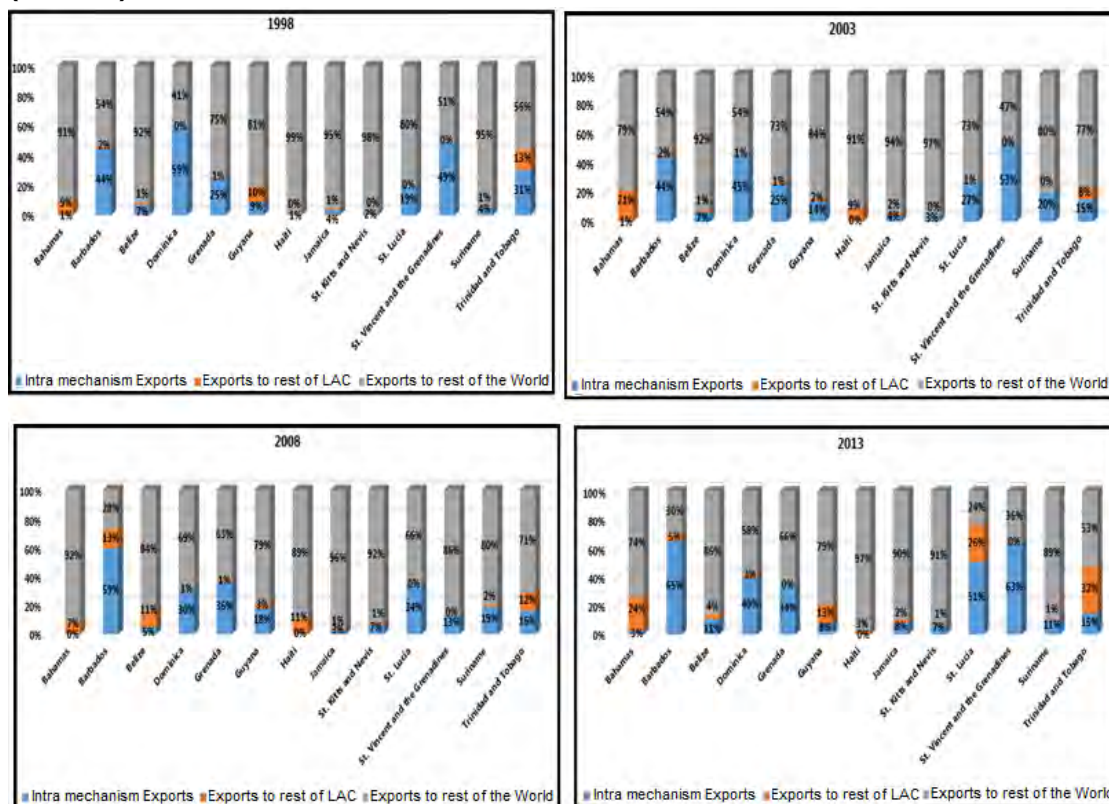 1998
100%
80%
60%
40%
20%
0%
91% 54% 92% 41% 75% 81% 99% 95% 98% 80% 51% 95% 56%
2% 1% 0% 1% 10% 0% 1% 0% 0% 0% 1% 13%
1% 44% 7% 25% 9% 1% 4% 2% 19% 49% 31%
Bahamas Barbados Belize Dominica Grenada Guyana Haiti Jamaica St. Kitts and Nevis St. Lucia St. Vincent and the Grenadines Suriname Trinidad and Tobago
Intra mechanism Exports Exports to rest of LAC Exports to rest of the World
2003
100%
80%
60%
40%
20%
0%
79% 54% 92% 54% 73% 84% 91% 94% 97% 73% 47% 80% 77%
21% 2% 1% 1% 1% 2% 9% 2% 0% 1% 0% 0% 8%
1% 44% 7% 45% 25% 14% 0% 4% 3% 27% 53% 20% 15%
Bahamas Barbados Belize Dominica Grenada Guyana Haiti Jamaica St. Kitts and Nevis St. Lucia St. Vincent and the Grenadines Suriname Trinidad and Tobago
Intra mechanism Exports Exports to rest of LAC Exports to rest of the World
2008
100%
80%
60%
40%
20%
0%
28% 84% 69% 63% 79% 89% 96% 92% 66% 86% 80% 71%
7% 13% 11% 1% 1% 3% 11% 1% 1% 0% 0% 2% 12%
0% 59% 5% 30% 35% 18% 0% 3% 7% 34% 13% 16%
Bahamas Barbados Belize Dominica Grenada Guyana Haiti Jamaica St. Kitts and Nevis St. Lucia St. Vincent and the Grenadines Suriname Trinidad and Tobago
Intra mechanism Exports Exports to rest of LAC Exports to rest of the World
2013
100%
80%
60%
40%
20%
0%
74% 30% 86% 58% 66% 79% 97% 90% 91% 24% 36% 89% 53%
24% 5% 4% 0% 13% 3% 2% 1% 26% 0% 1% 32%
3% 65% 11% 40% 8% 0% 8% 7% 51% 63% 11% 15%
Bahamas Barbados Belize Dominica Grenada Guyana Haiti Jamaica St. Kitts and Nevis St. Lucia St. Vincent and the Grenadines Suriname Trinidad and Tobago
Intra mechanism Exports Exports to rest of LAC Exports to rest of the World